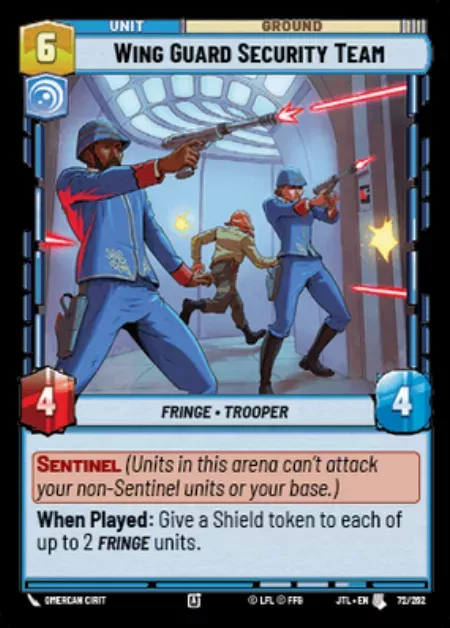 UNIT GROUND
6 WING GUARD SECURITY TEAM
4 FRINGE • TROOPER 4
SENTINEL (Units in this arena can't attack
your non-Sentinel units or your base.)
When Played: Give a Shield token to each of
up to 2 FRINGE units.
OMERCAN CIRIT © LFL © FFG JTL • EN 72/262